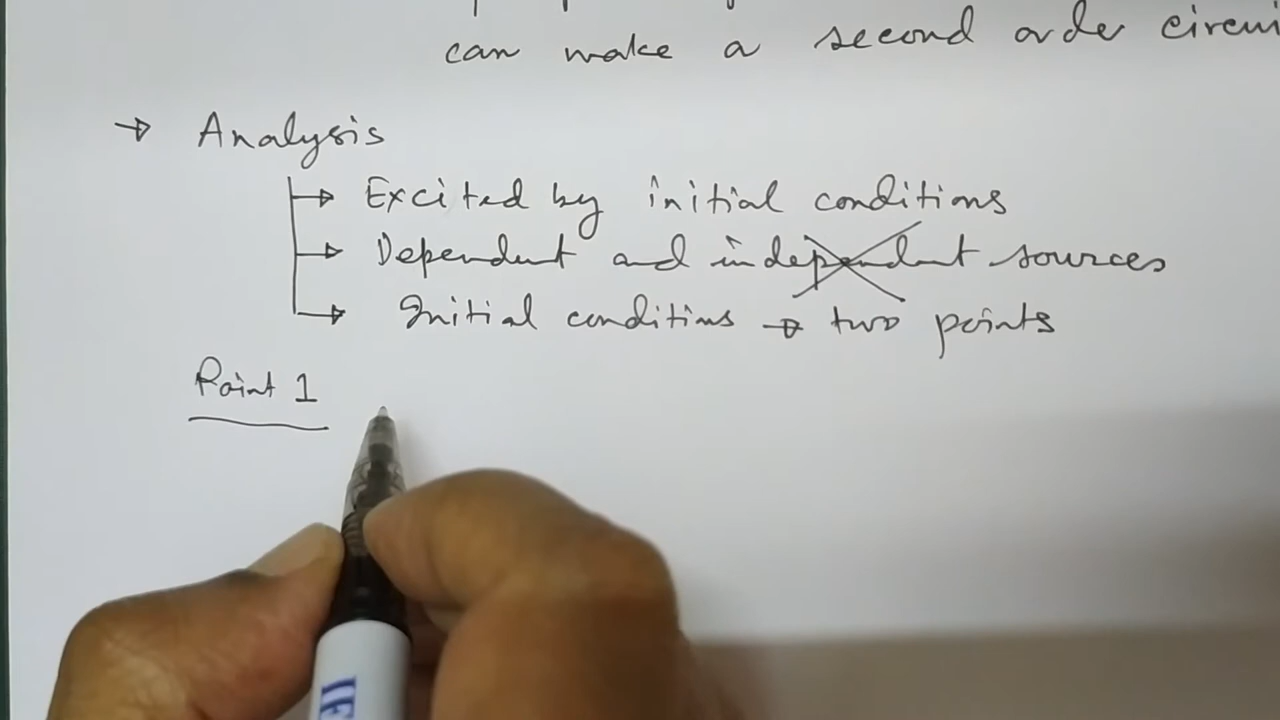 can make a second order circui
→ Analysis
→ Excited by initial conditions
→ Dependent and independent sources
→ Initial conditions → two points
Point 1
IF